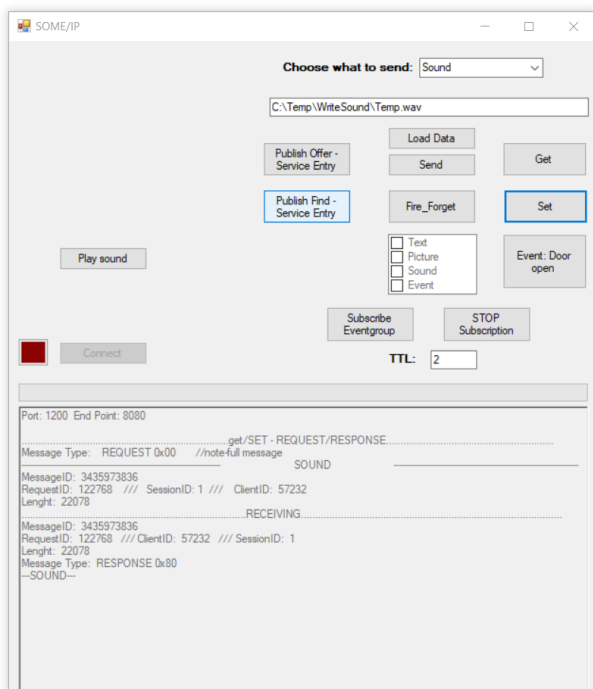 SOME/IP
Choose what to send: Sound
C:\Temp\WriteSound\Temp.wav
Load Data
Publish Offer -
Service Entry
Send
Get
Publish Find -
Service Entry
Fire_Forget
Set
Text
Picture
Sound
Event
Play sound
Event: Door
open
Subscribe
Eventgroup
STOP
Subscription
Connect
TTL: 2
Port: 1200 End Point: 8080
get/SET - REQUEST/RESPONSE
Message Type: REQUEST 0x00 //note-full message
SOUND
MessageID: 3435973836
RequestID: 122768 /// SessionID: 1 /// ClientID: 57232
Lenght: 22078
RECEIVING
MessageID: 3435973836
RequestID: 122768 /// ClientID: 57232 /// SessionID: 1
Lenght: 22078
Message Type: RESPONSE 0x80
---SOUND---